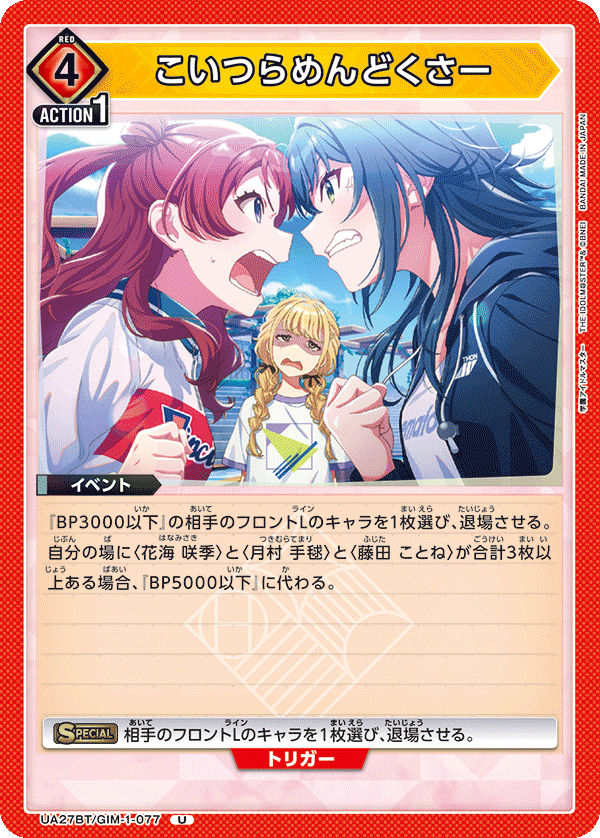 RED
4
ACTION 1
こいつらめんどくさー
THE IDOLM@STER™& ©BNEI BANDAI MADE IN JAPAN
学園アイドルマスター
THON
イベント
『BP3000以下』の相手のフロントLのキャラを1枚選び、退場させる。
自分の場に〈花海 咲季〉と〈月村 手毬〉と〈藤田 ことね〉が合計3枚以
上ある場合、『BP5000以下』に代わる。
SPECIAL 相手のフロントLのキャラを1枚選び、退場させる。
トリガー
UA27BT/GIM-1-077 U